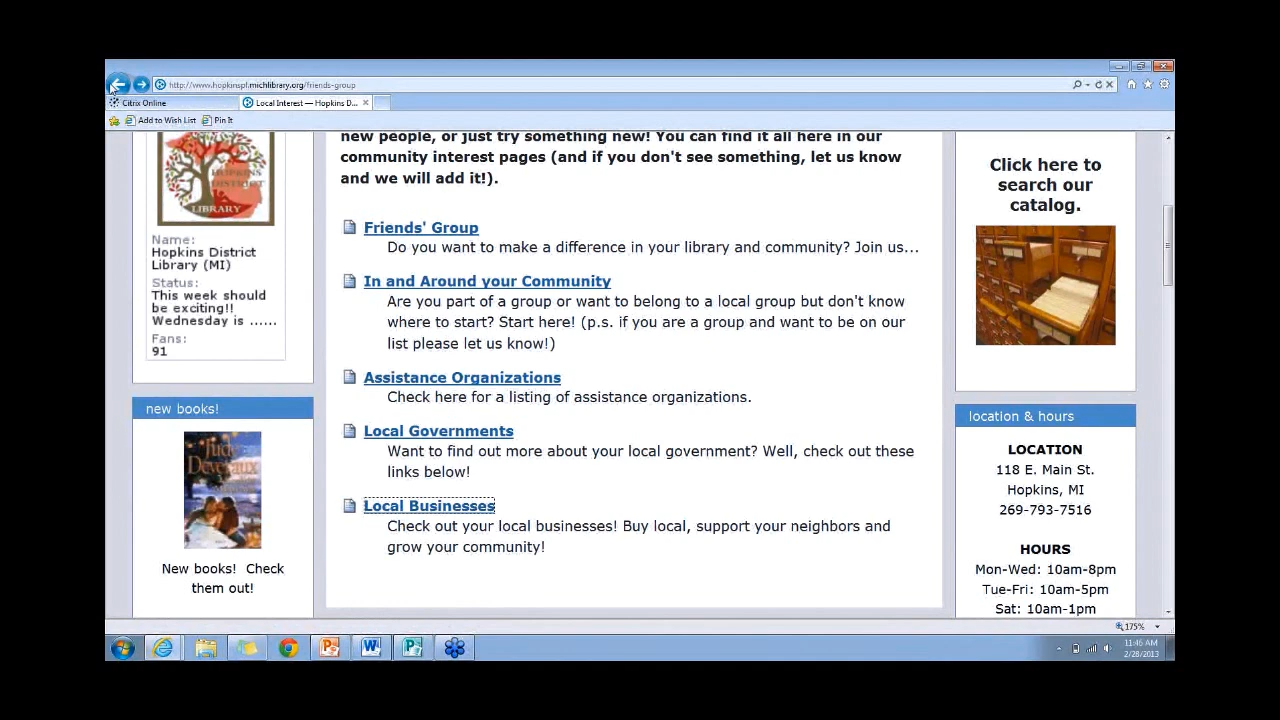 http://www.hopkinspl.michlibrary.org/friends-group
Citrix Online
Local Interest — Hopkins D...
Add to Wish List
Pin It
HOPKINS
DISTRICT
LIBRARY
Name:
Hopkins District
Library (MI)
Status:
This week should
be exciting!!
Wednesday is ......
Fans:
91
new books!
Jude
Deveraux
New books! Check
them out!
new people, or just try something new! You can find it all here in our
community interest pages (and if you don't see something, let us know
and we will add it!).
Friends' Group
Do you want to make a difference in your library and community? Join us...
In and Around your Community
Are you part of a group or want to belong to a local group but don't know
where to start? Start here! (p.s. if you are a group and want to be on our
list please let us know!)
Assistance Organizations
Check here for a listing of assistance organizations.
Local Governments
Want to find out more about your local government? Well, check out these
links below!
Local Businesses
Check out your local businesses! Buy local, support your neighbors and
grow your community!
Click here to
search our
catalog.
location & hours
LOCATION
118 E. Main St.
Hopkins, MI
269-793-7516
HOURS
Mon-Wed: 10am-8pm
Tue-Fri: 10am-5pm
Sat: 10am-1pm
175%
11:46 AM
2/28/2013